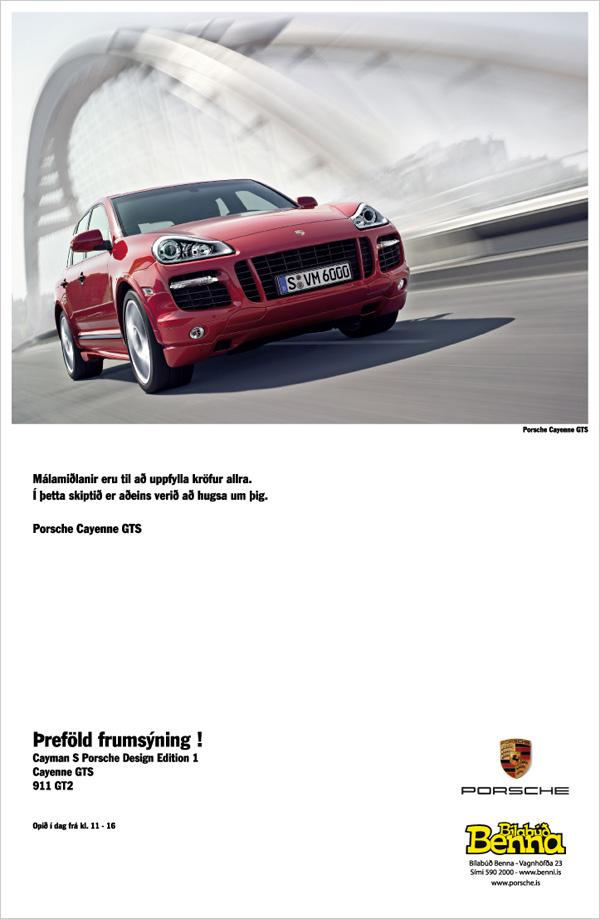 S VM 6000
Porsche Cayenne GTS
Málamiðlanir eru til að uppfylla kröfur allra.
Í þetta skiptið er aðeins verið að hugsa um þig.
Porsche Cayenne GTS
Þreföld frumsýning !
Cayman S Porsche Design Edition 1
Cayenne GTS
911 GT2
Opið í dag frá kl. 11 - 16
PORSCHE
PORSCHE
Bílabúð
Benna
Bílabúð Benna - Vagnhöfða 23
Sími 590 2000 - www.benni.is
www.porsche.is